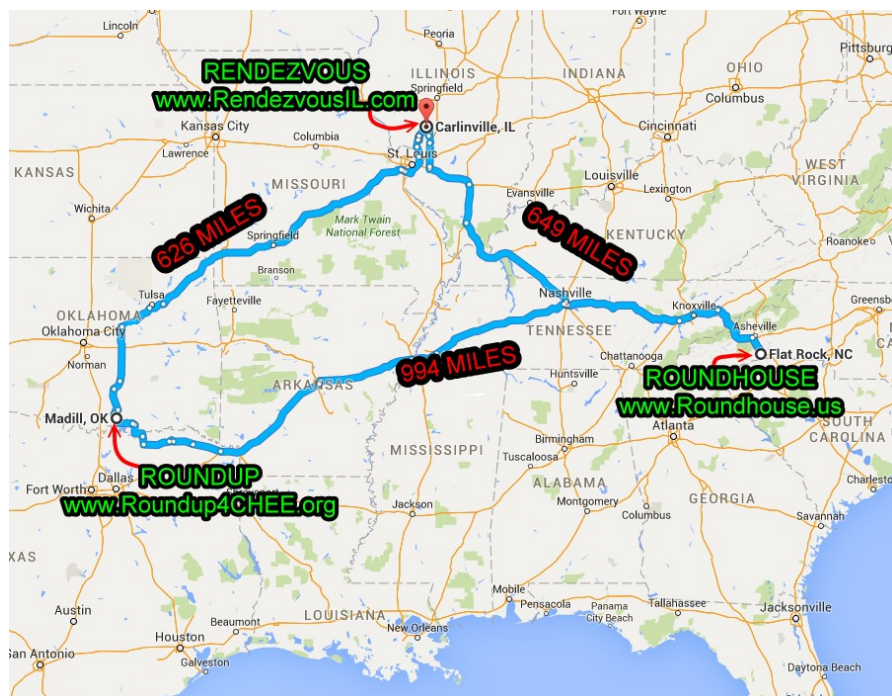 Lincoln
Fort Wayne
Peoria
Pittsburg
RENDEZVOUS
www.RendezvousIL.com
ILLINOIS
Springfield
INDIANA
OHIO
Columbus
Carlinville, IL
Kansas City
Columbia
Cincinnati
Lawrence
St. Louis
KANSAS
MISSOURI
WEST
VIRGINIA
Louisville
Evansville
Lexington
Wichita
626 MILES
Mark Twain
National Forest
649 MILES
KENTUCKY
Springfield
Roanoke
Branson
Tulsa
Fayetteville
Nashville
Knoxville
Greensb
OKLAHOMA
Oklahoma City
TENNESSEE
Asheville
Norman
994 MILES
Chattanooga
Flat Rock, NC
ARKANSAS
Huntsville
ROUNDHOUSE
www.Roundhouse.us
Madill, OK
SOUTH
CAROLINA
Atlanta
MISSISSIPPI
Birmingham
Tuscaloosa
ROUNDUP
www.Roundup4CHEE.org
Dallas
Fort Worth
ALABAMA
Charlesto
GEORGIA
Jackson
Montgomery
Columbus
Savannah
XAS
LOUISIANA
Mobile
Pensacola
Panama
City Beach
Tallahassee
Jacksonville
Austin
Beaumont
New Orleans
Houston
San Antonio
Galveston
Daytona Beach